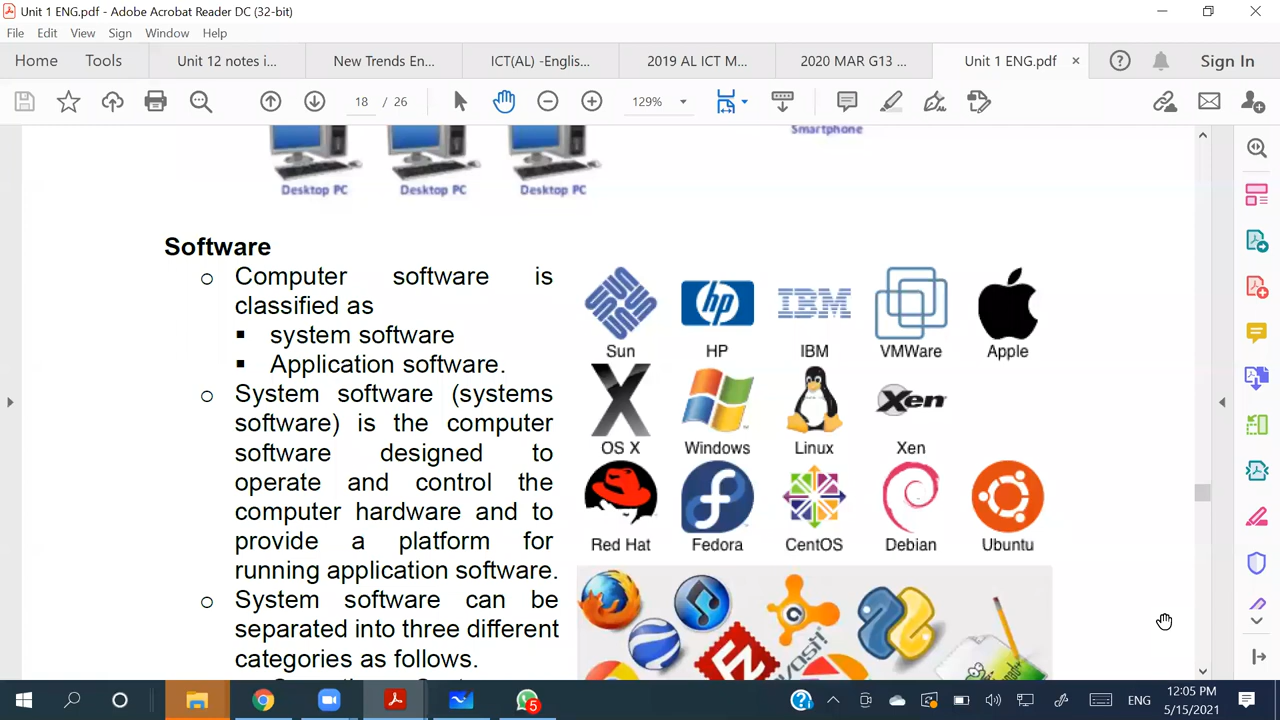 Unit 1 ENG.pdf - Adobe Acrobat Reader DC (32-bit)
File Edit View Sign Window Help
Home Tools Unit 12 notes i... New Trends En... ICT(AL) -Englis... 2019 AL ICT M... 2020 MAR G13 ... Unit 1 ENG.pdf × Sign In
18 / 26 129%
Smartphone
Desktop PC Desktop PC Desktop PC
Software
Computer software is
classified as
system software
Application software.
System software (systems
software) is the computer
software designed to
operate and control the
computer hardware and to
provide a platform for
running application software.
System software can be
separated into three different
categories as follows.
hp IBM
Sun HP IBM VMWare Apple
Xen
OS X Windows Linux Xen
Red Hat Fedora CentOS Debian Ubuntu
FZ
avast!
5
ENG
12:05 PM
5/15/2021